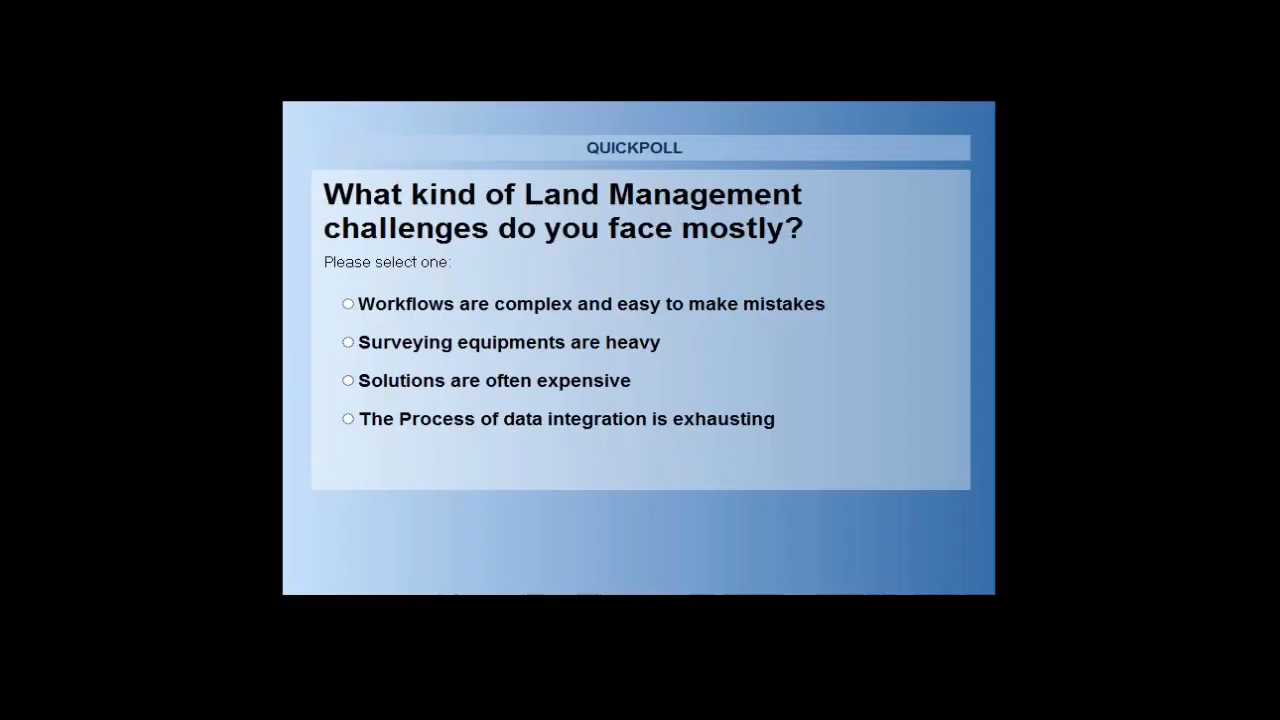 QUICKPOLL
What kind of Land Management
challenges do you face mostly?
Please select one:
Workflows are complex and easy to make mistakes
Surveying equipments are heavy
Solutions are often expensive
The Process of data integration is exhausting